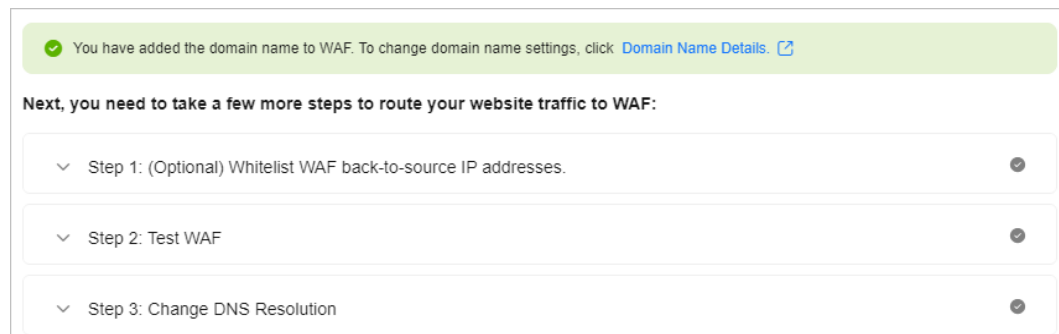 You have added the domain name to WAF. To change domain name settings, click Domain Name Details.
Next, you need to take a few more steps to route your website traffic to WAF:
Step 1: (Optional) Whitelist WAF back-to-source IP addresses.
Step 2: Test WAF
Step 3: Change DNS Resolution